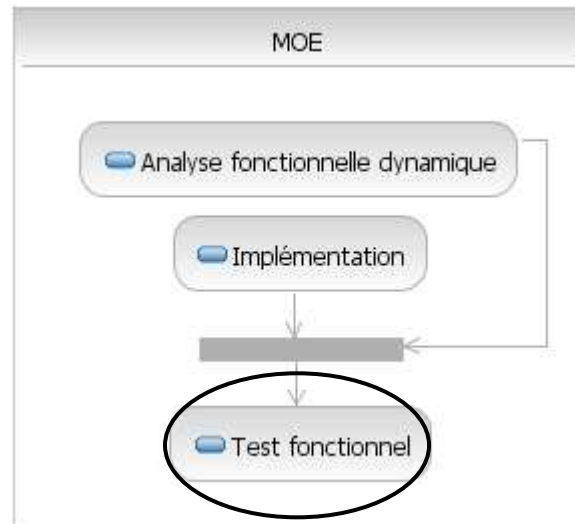 MOE
Analyse fonctionnelle dynamique
Implémentation
Test fonctionnel